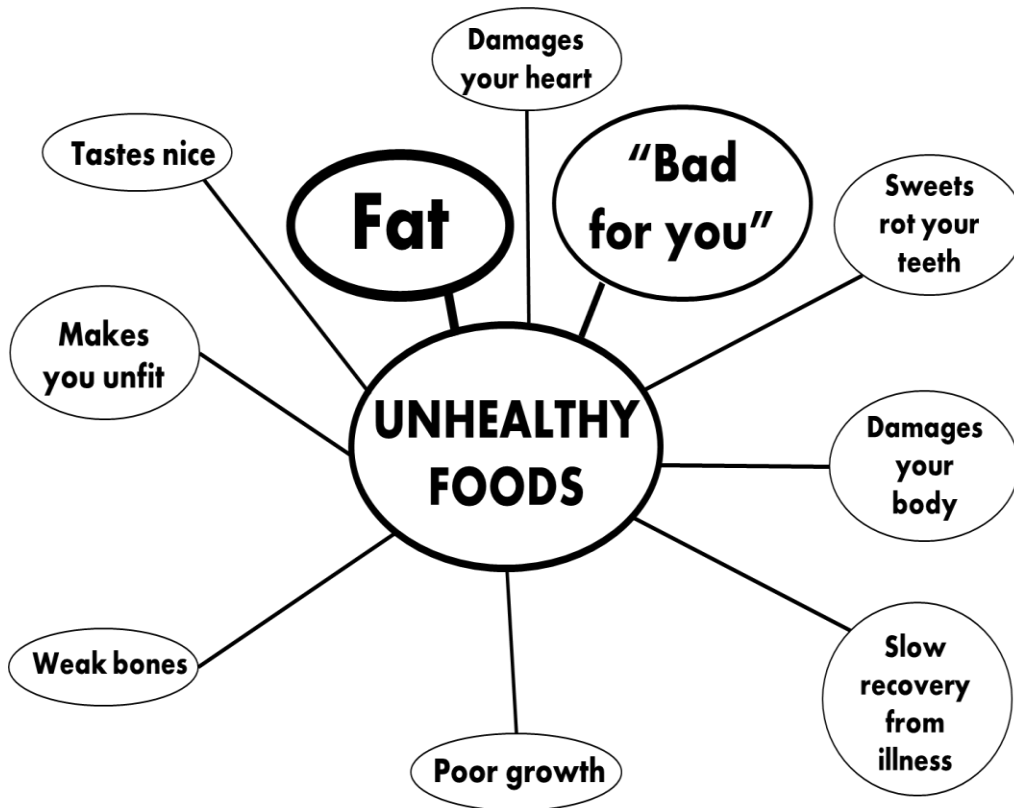 Damages
your heart
Tastes nice
Fat
“Bad
for you”
Sweets
rot your
teeth
Makes
you unfit
UNHEALTHY
FOODS
Damages
your
body
Weak bones
Slow
recovery
from
illness
Poor growth